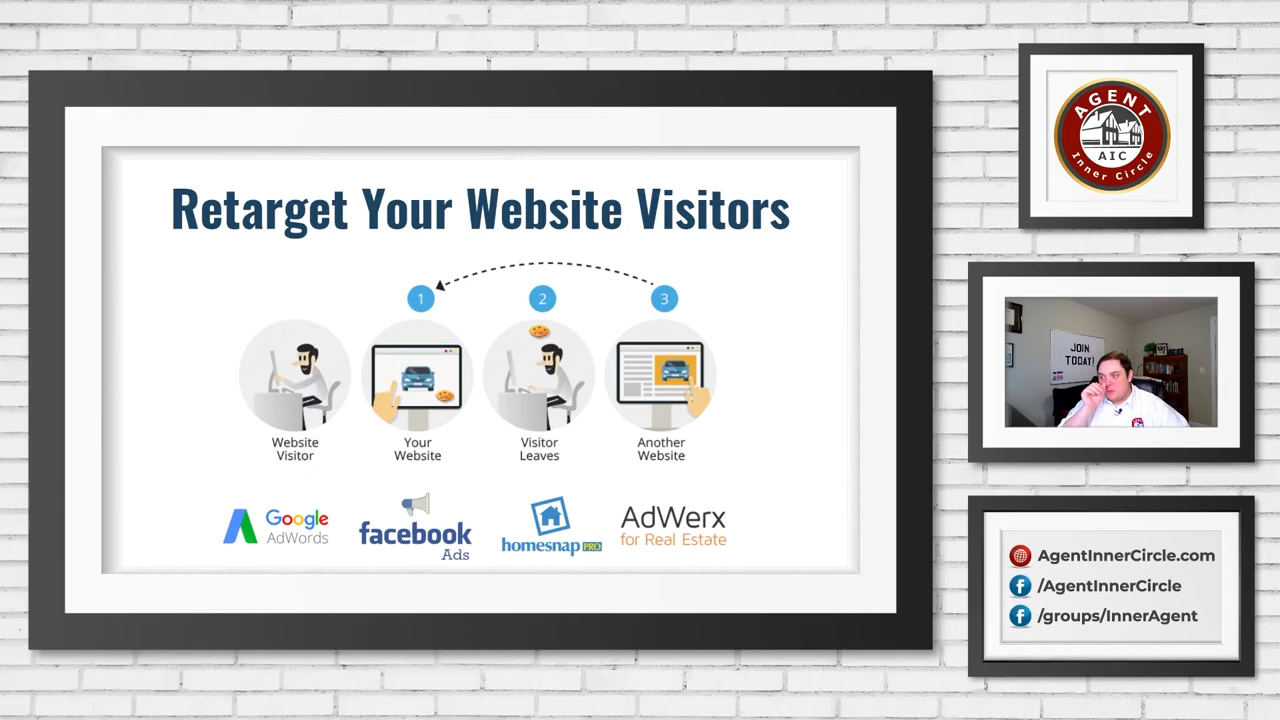 Retarget Your Website Visitors
1
2
3
Website
Visitor
Your
Website
Visitor
Leaves
Another
Website
Google
AdWords
facebook
Ads
homesnap PRO
AdWerx
for Real Estate
AGENT
AIC
Inner Circle
JOIN
TODAY!
AgentInnerCircle.com
/AgentInnerCircle
/groups/InnerAgent